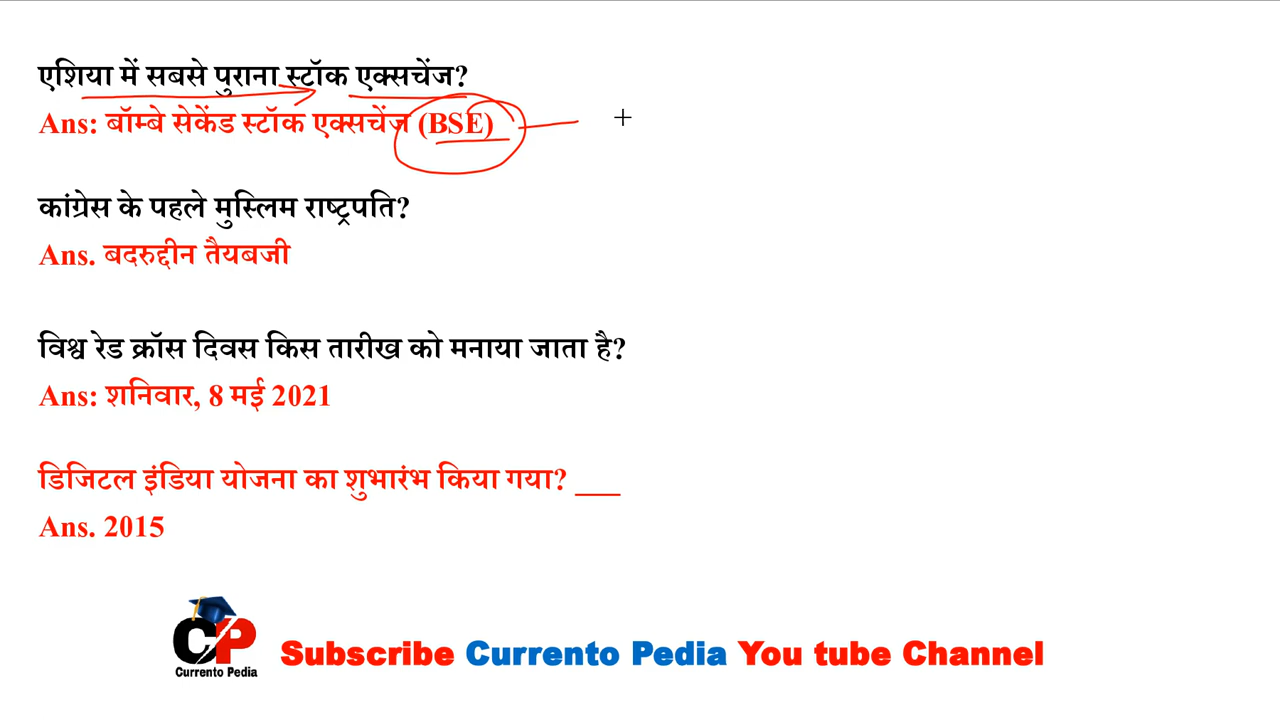 एशिया में सबसे पुराना स्टॉक एक्सचेंज?
Ans: बॉम्बे सेकेंड स्टॉक एक्सचेंज (BSE)
कांग्रेस के पहले मुस्लिम राष्ट्रपति?
Ans. बदरुद्दीन तैयबजी
विश्व रेड क्रॉस दिवस किस तारीख को मनाया जाता है?
Ans: शनिवार, 8 मई 2021
डिजिटल इंडिया योजना का शुभारंभ किया गया? ___
Ans. 2015
CP
Currento Pedia
Subscribe Currento Pedia You tube Channel